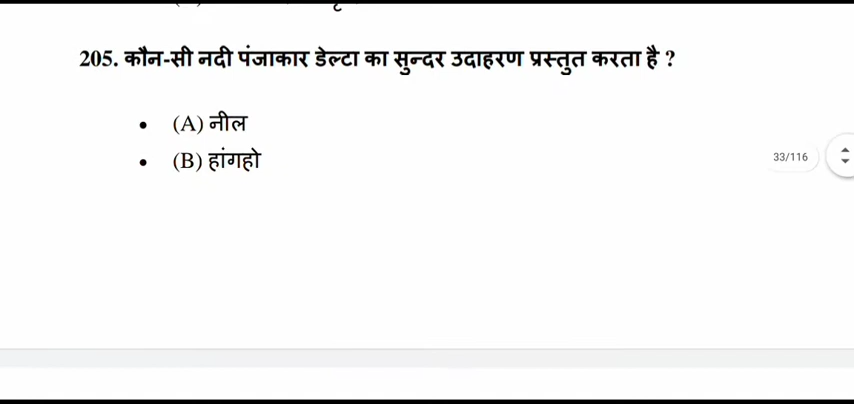 205. कौन-सी नदी पंजाकार डेल्टा का सुन्दर उदाहरण प्रस्तुत करता है ?
• (A) नील
• (B) हांगहो
33/116